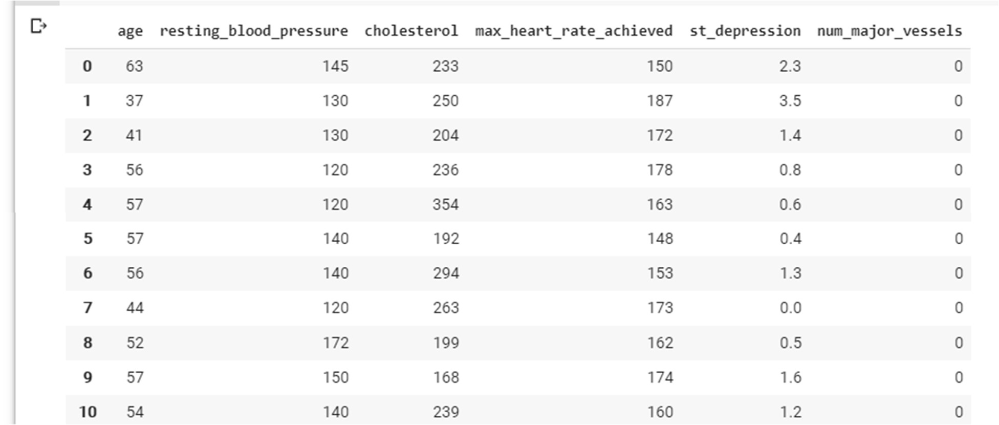 age resting_blood_pressure cholesterol max_heart_rate_achieved st_depression num_major_vessels
0 63 145 233 150 2.3 0
1 37 130 250 187 3.5 0
2 41 130 204 172 1.4 0
3 56 120 236 178 0.8 0
4 57 120 354 163 0.6 0
5 57 140 192 148 0.4 0
6 56 140 294 153 1.3 0
7 44 120 263 173 0.0 0
8 52 172 199 162 0.5 0
9 57 150 168 174 1.6 0
10 54 140 239 160 1.2 0